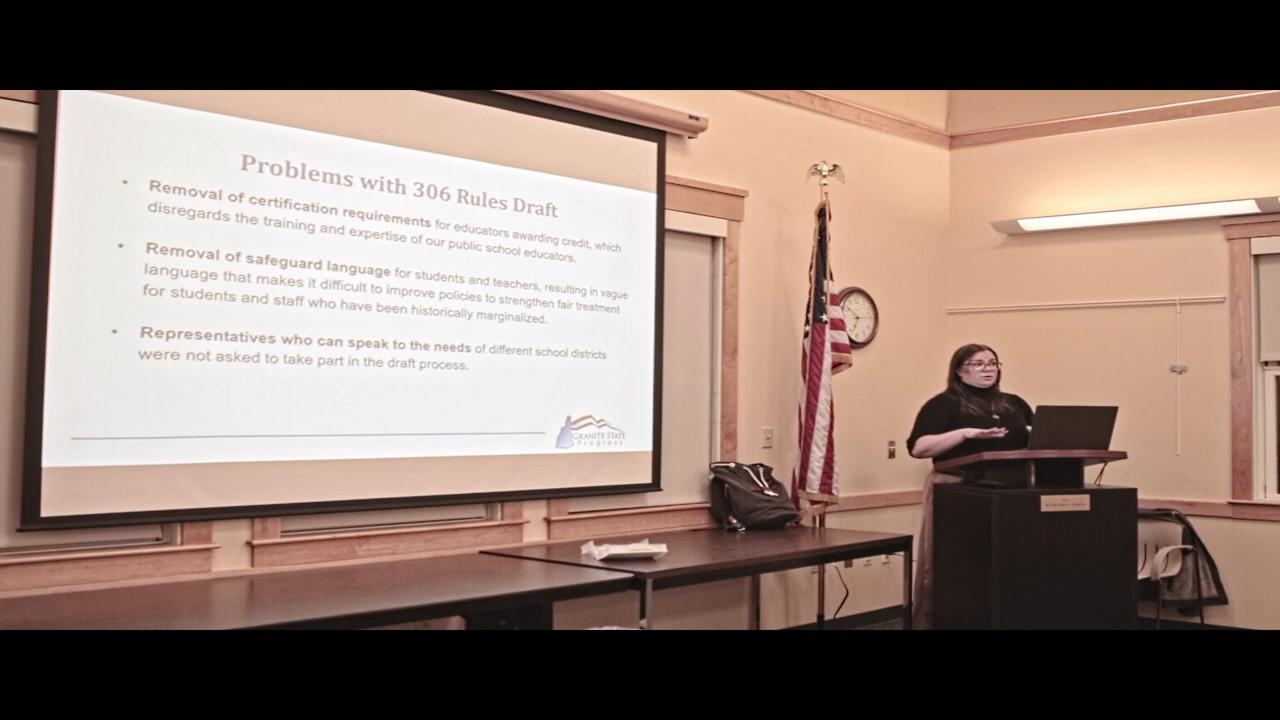 Problems with 306 Rules Draft
• Removal of certification requirements for educators awarding credit, which
disregards the training and expertise of our public school educators.
• Removal of safeguard language for students and teachers, resulting in vague
language that makes it difficult to improve policies to strengthen fair treatment
for students and staff who have been historically marginalized.
• Representatives who can speak to the needs of different school districts
were not asked to take part in the draft process.
GRANITE STATE
Progress